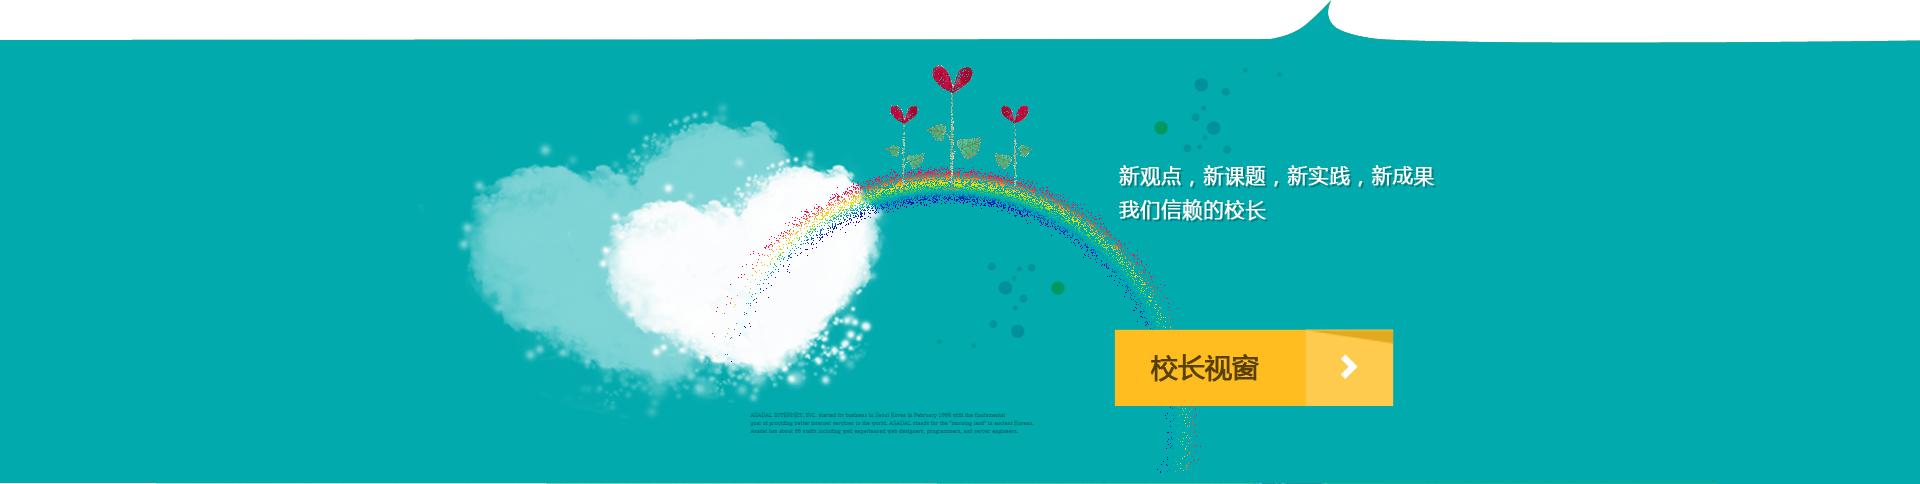 新观点，新课题，新实践，新成果
我们信赖的校长
校长视窗
ASADAL INTERNET, INC. started its business in Seoul Korea in February 1998 with the fundamental
goal of providing better internet services to the world. ASADAL stands for the "morning land" in ancient Korean.
Asadal has about 60 staffs including well experienced web designers, programmers, and server engineers.